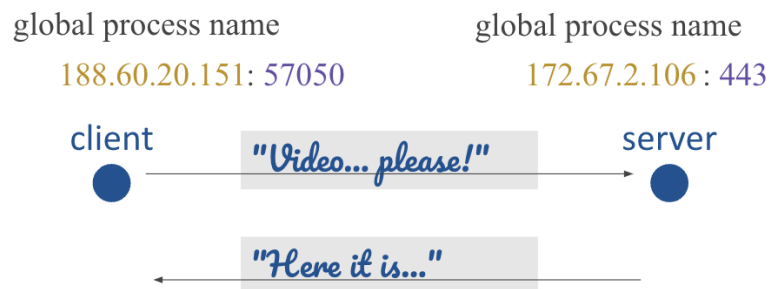 global process name
global process name
188.60.20.151: 57050
172.67.2.106 : 443
client
server
"Video... please!"
"Here it is..."